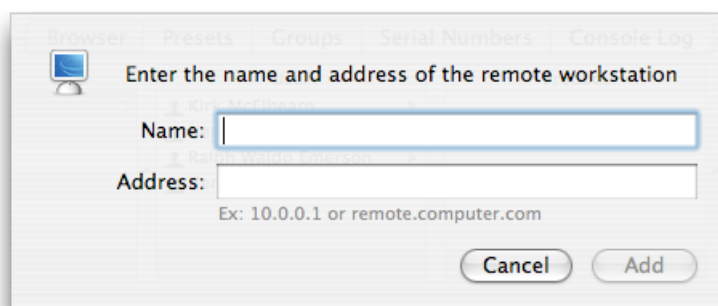 Browser Presets Groups Serial Numbers Console Log
Enter the name and address of the remote workstation
Kirk McElhearn
Name:
Ralph Waldo Emerson
Address:
Ex: 10.0.0.1 or remote.computer.com
Cancel Add